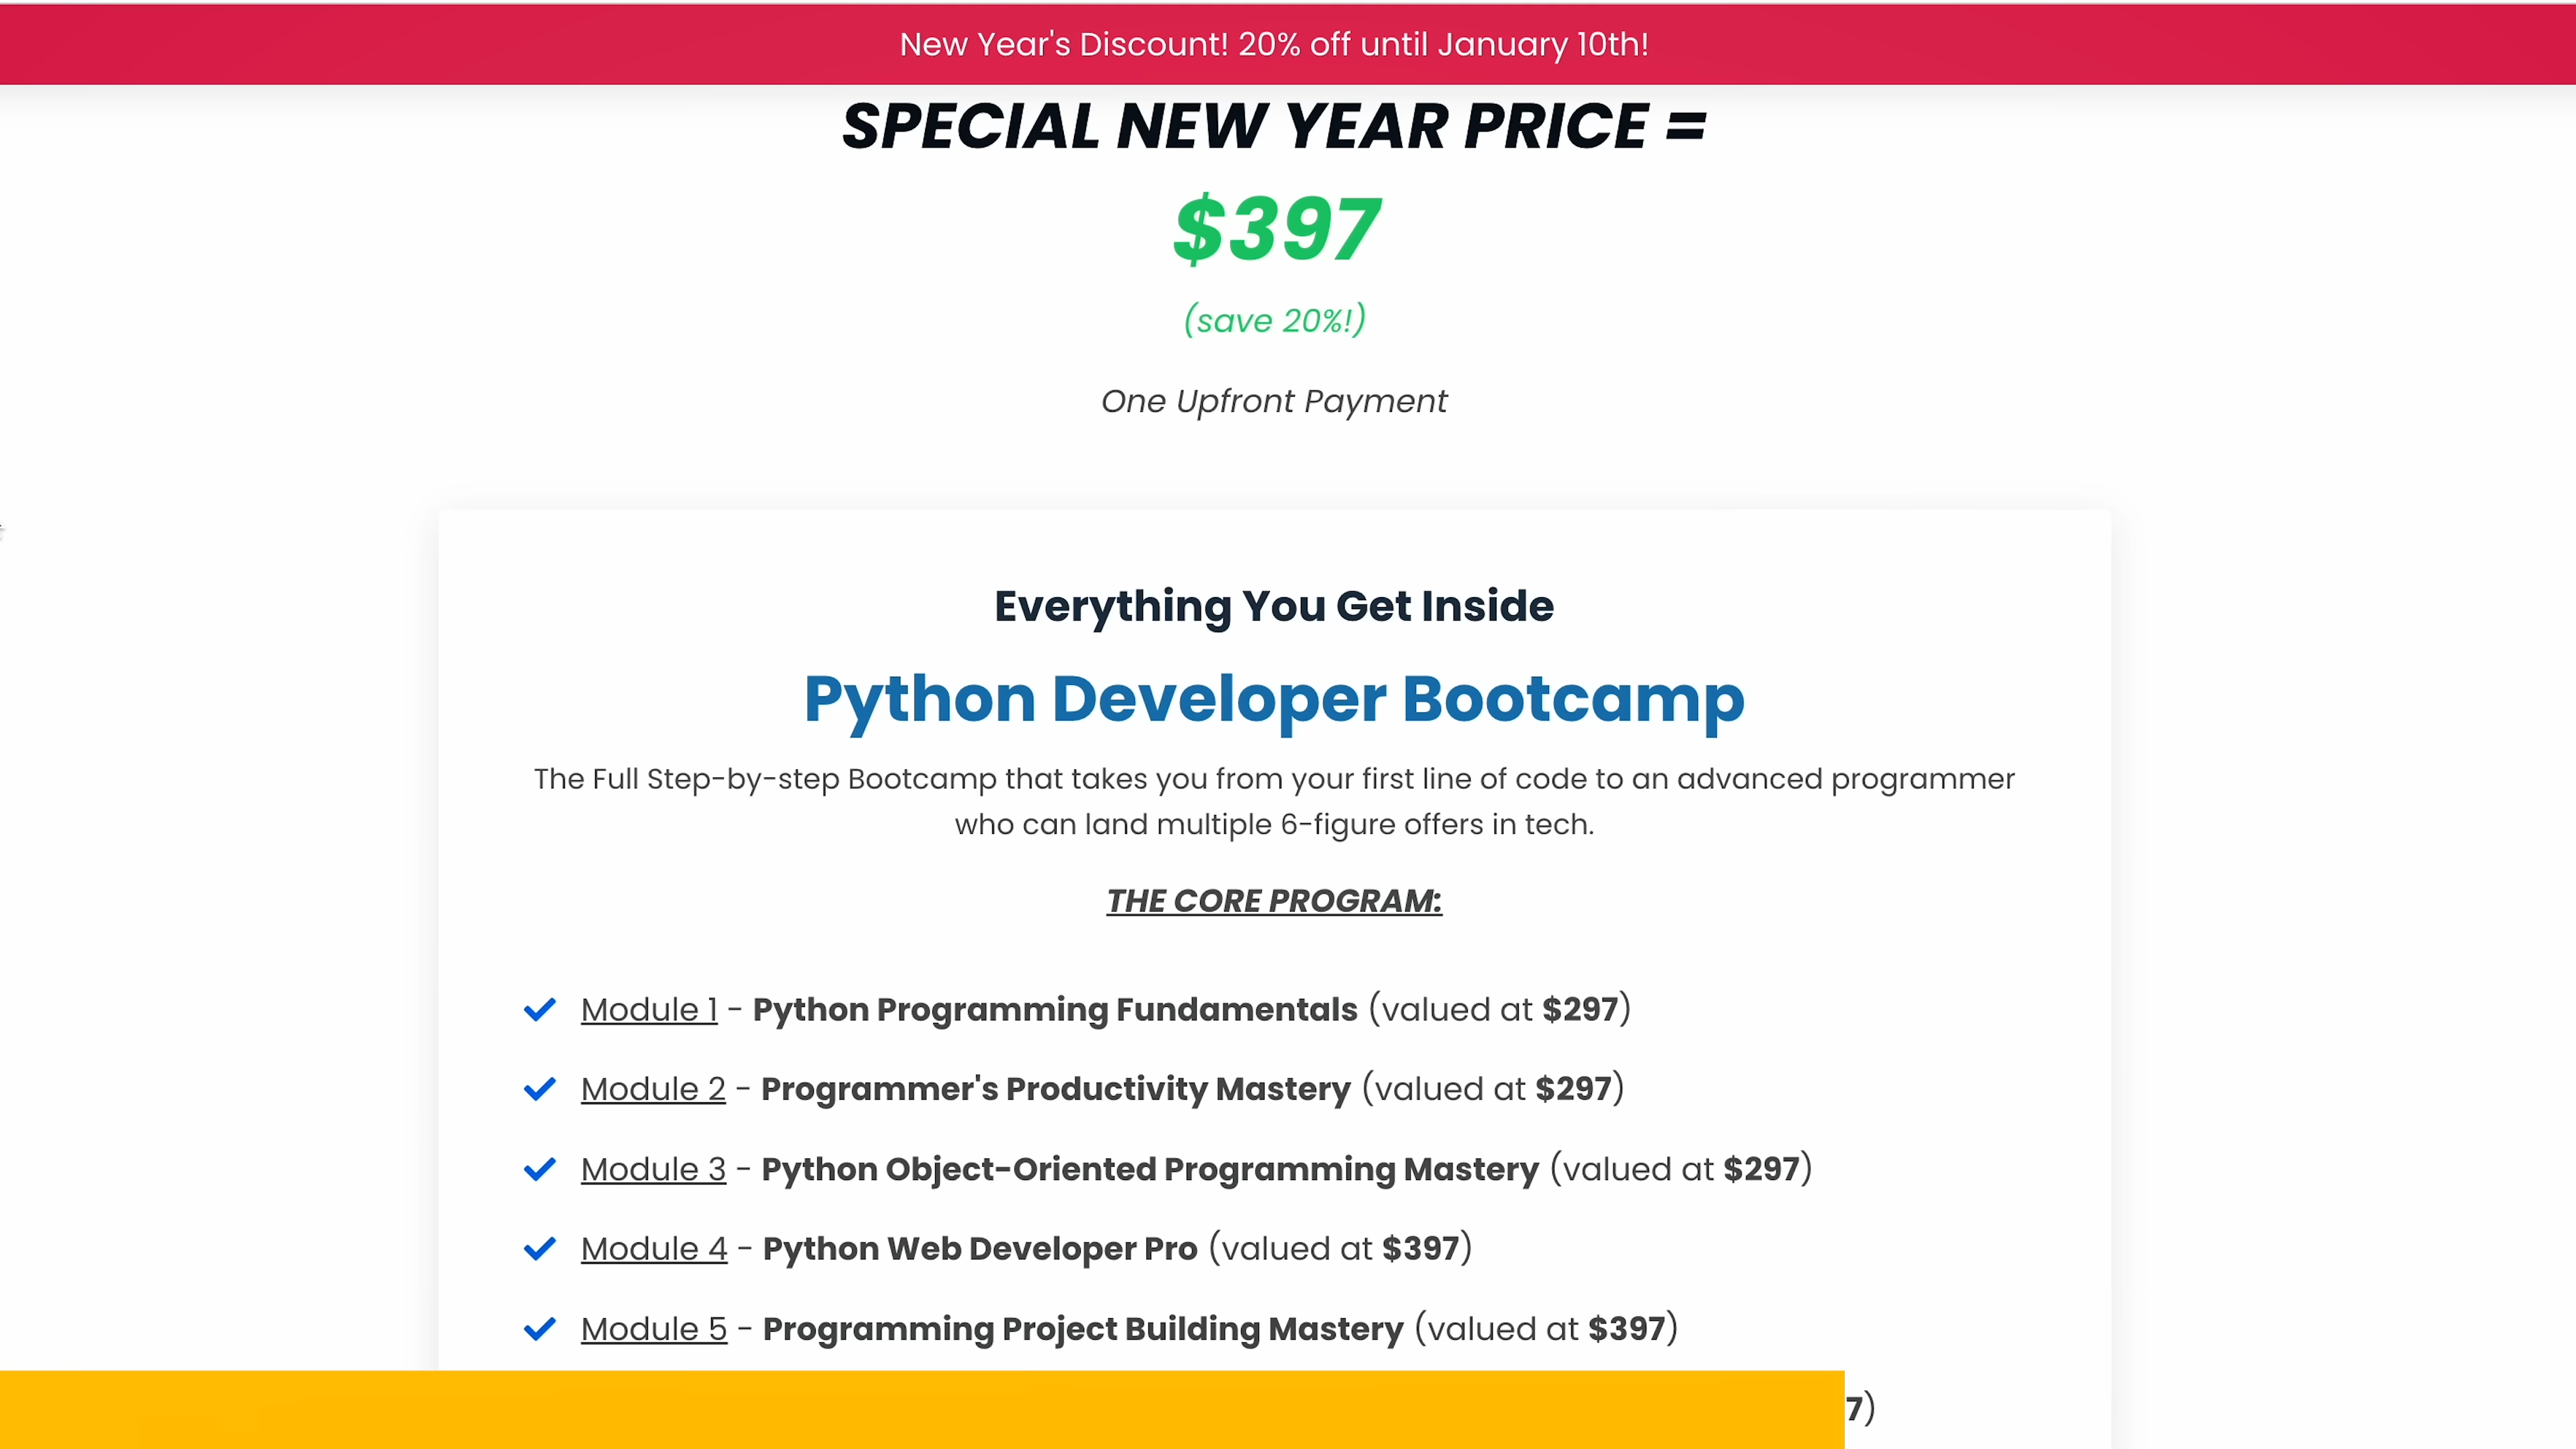 New Year's Discount! 20% off until January 10th!
SPECIAL NEW YEAR PRICE =
$397
(save 20%!)
One Upfront Payment
Everything You Get Inside
Python Developer Bootcamp
The Full Step-by-step Bootcamp that takes you from your first line of code to an advanced programmer
who can land multiple 6-figure offers in tech.
THE CORE PROGRAM:
Module 1 - Python Programming Fundamentals (valued at $297)
Module 2 - Programmer's Productivity Mastery (valued at $297)
Module 3 - Python Object-Oriented Programming Mastery (valued at $297)
Module 4 - Python Web Developer Pro (valued at $397)
Module 5 - Programming Project Building Mastery (valued at $397)
7)